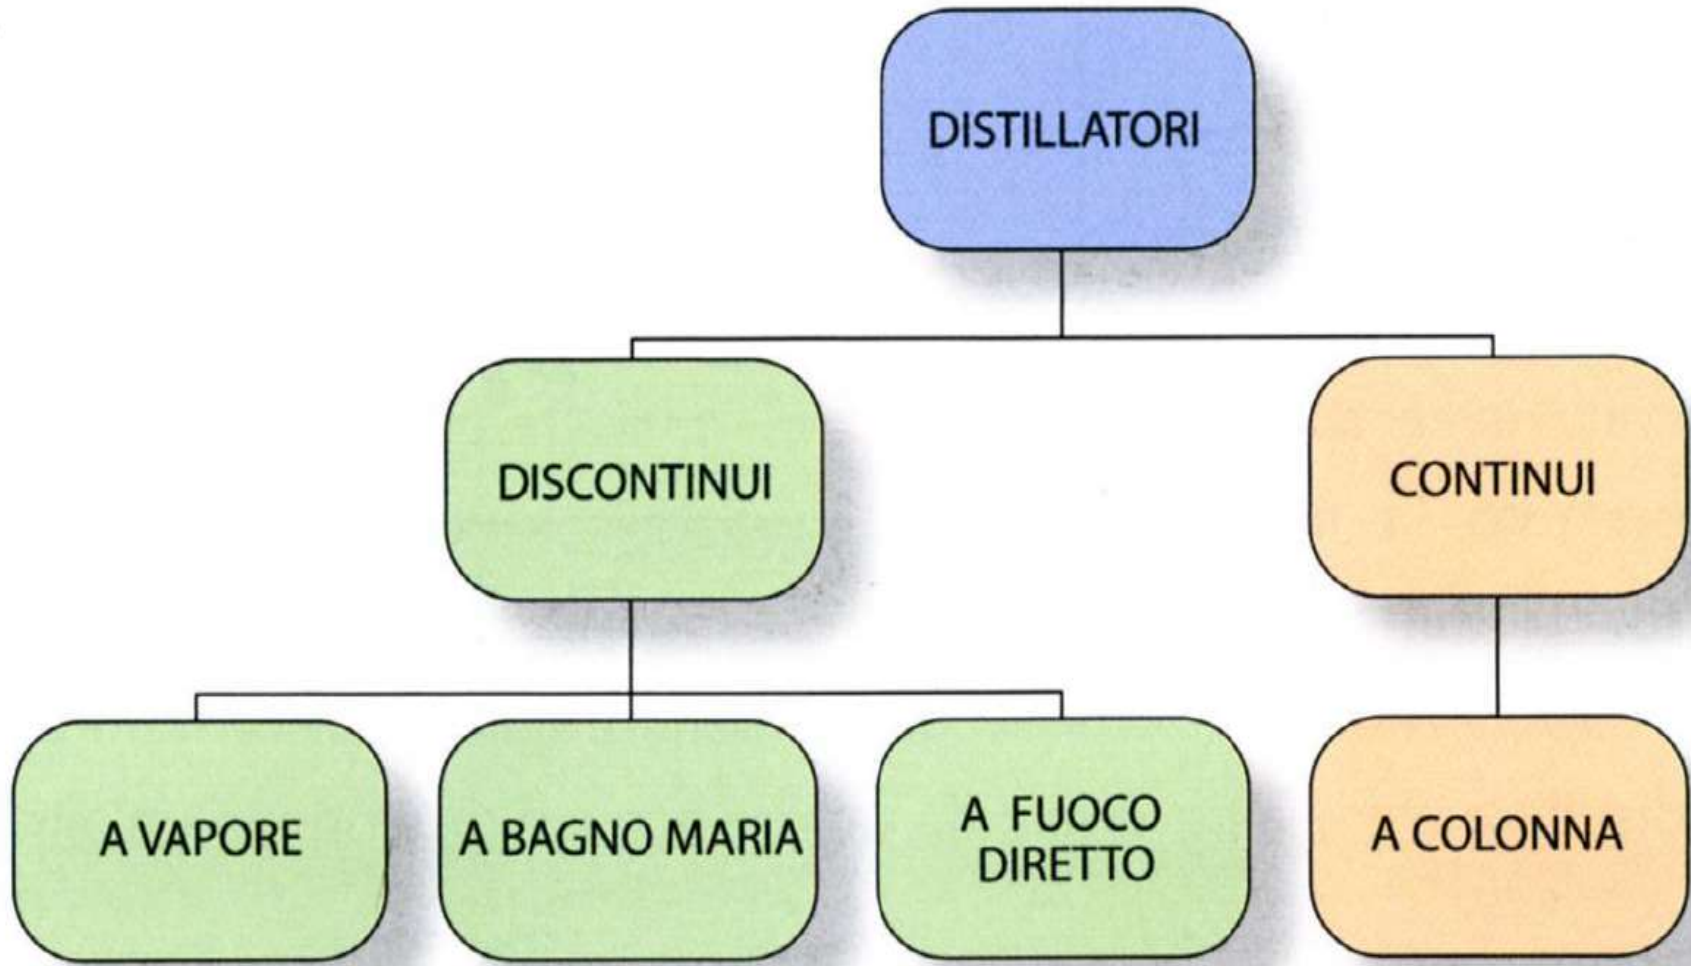 DISTILLATORI
DISCONTINUI
CONTINUI
A VAPORE
A BAGNO MARIA
A FUOCO
DIRETTO
A COLONNA